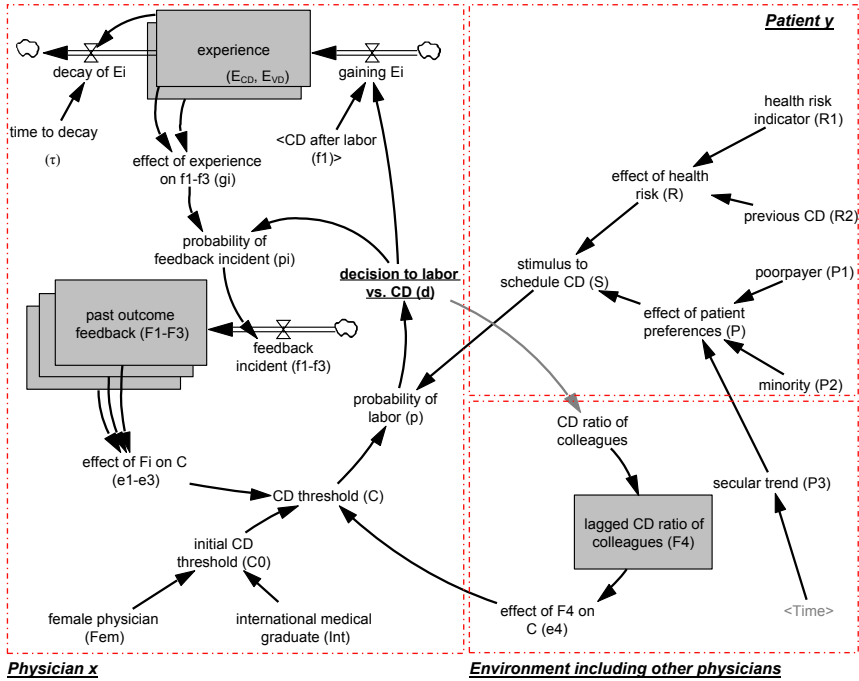 Patient y
experience
(E_CD, E_VD)
decay of Ei
gaining Ei
time to decay
(τ)
<CD after labor
(f1)>
effect of experience
on f1-f3 (gi)
probability of
feedback incident (pi)
decision to labor
vs. CD (d)
past outcome
feedback (F1-F3)
feedback
incident (f1-f3)
probability of
labor (p)
effect of Fi on C
(e1-e3)
CD threshold (C)
initial CD
threshold (C0)
female physician
(Fem)
international medical
graduate (Int)
Physician x
health risk
indicator (R1)
effect of health
risk (R)
previous CD (R2)
stimulus to
schedule CD (S)
poorpayer (P1)
effect of patient
preferences (P)
minority (P2)
CD ratio of
colleagues
secular trend (P3)
lagged CD ratio of
colleagues (F4)
effect of F4 on
C (e4)
<Time>
Environment including other physicians